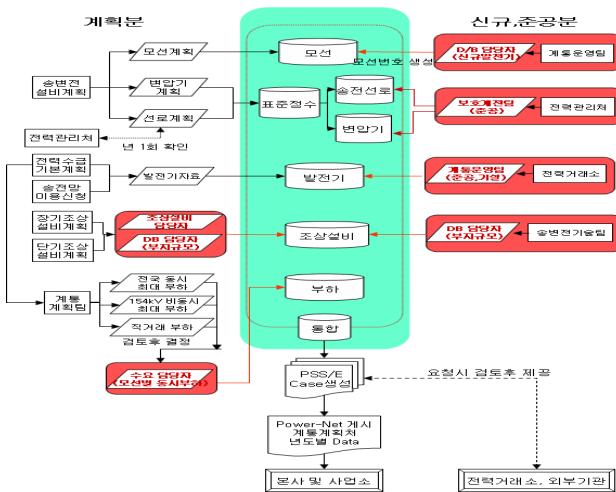 계획분
신규,준공분
모선계획
송변전
설비계획
변압기
계획
선로계획
전력관리처
년 1회 확인
전력수급
기본계획
송전망
이용신청
발전기자료
장기조상
설비계획
단기조상
설비계획
조상설비
담당자
DB 담당자
(부지규모)
계통
계획팀
전국 동시
최대 부하
154kV 비동시
최대 부하
직거래 부하
검토후 결정
수요 담당자
(모선별 동시부하)
모선
모선번호 생성
표준정수
송전선로
변압기
발전기
조상설비
부하
통합
PSS/E
Case생성
Power-Net 게시
계통계획처
년도별 Data
본사 및 사업소
D/B 담당자
(신규발전기)
계통운영팀
보호계전팀
(준공)
전력관리처
계통운영팀
(준공,가압)
전력거래소
DB 담당자
(부지규모)
송변전기술팀
요청시 검토후 제공
전력거래소, 외부기관